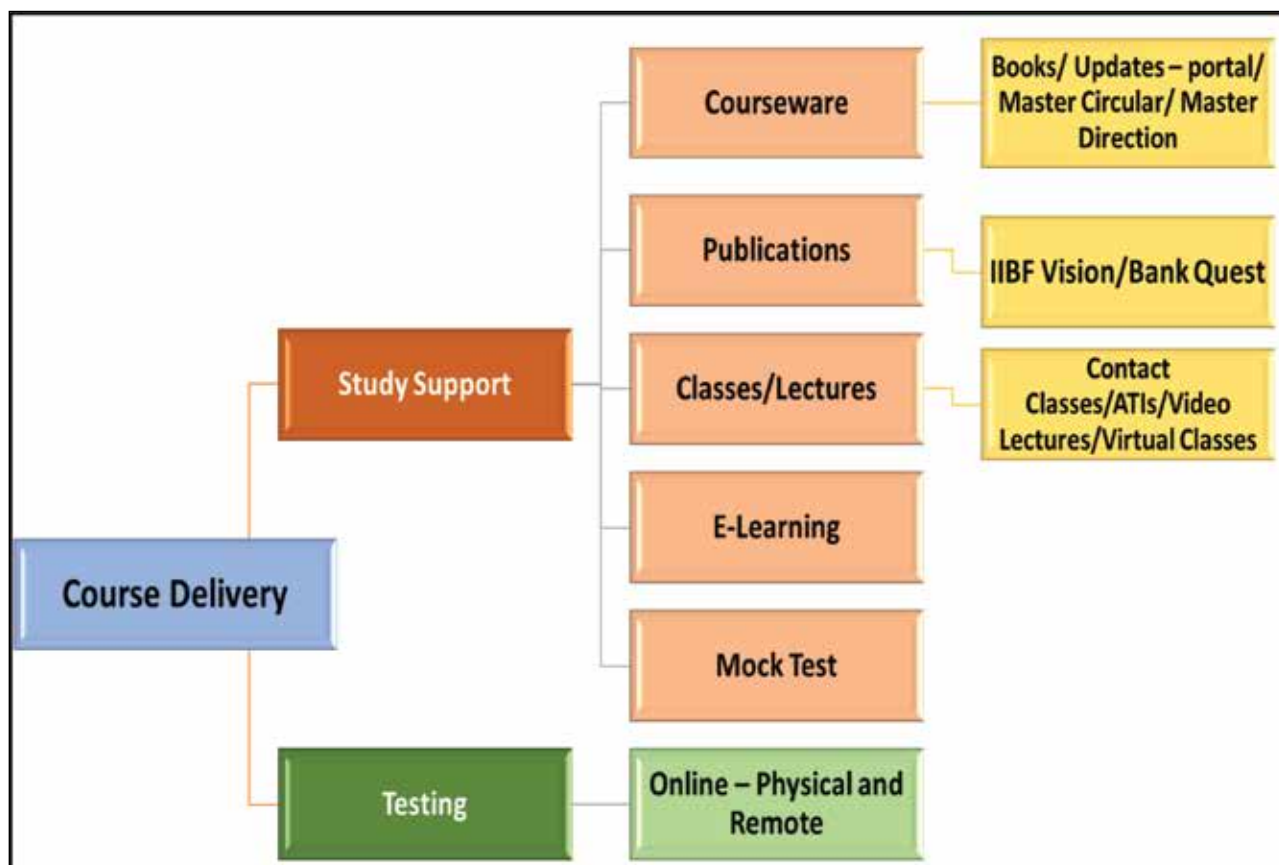 Course Delivery
Study Support
Courseware
Books/ Updates – portal/
Master Circular/ Master
Direction
Publications
IIBF Vision/Bank Quest
Classes/Lectures
Contact
Classes/ATIs/Video
Lectures/Virtual Classes
E-Learning
Mock Test
Testing
Online – Physical and
Remote